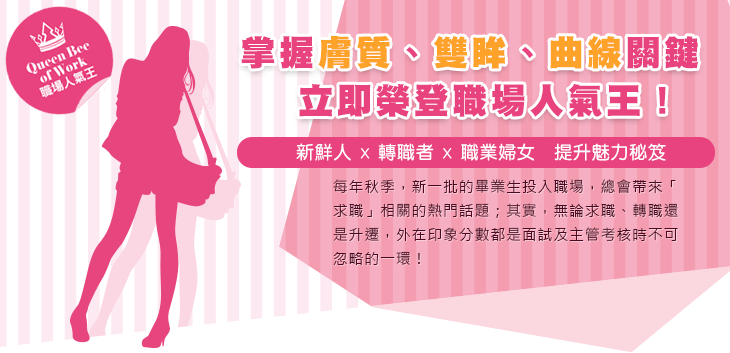 Queen Bee
of Work
職場人氣王
掌握膚質、雙眸、曲線關鍵
立即榮登職場人氣王！
新鮮人 x 轉職者 x 職業婦女　提升魅力秘笈
每年秋季，新一批的畢業生投入職場，總會帶來「
求職」相關的熱門話題；其實，無論求職、轉職還
是升遷，外在印象分數都是面試及主管考核時不可
忽略的一環！